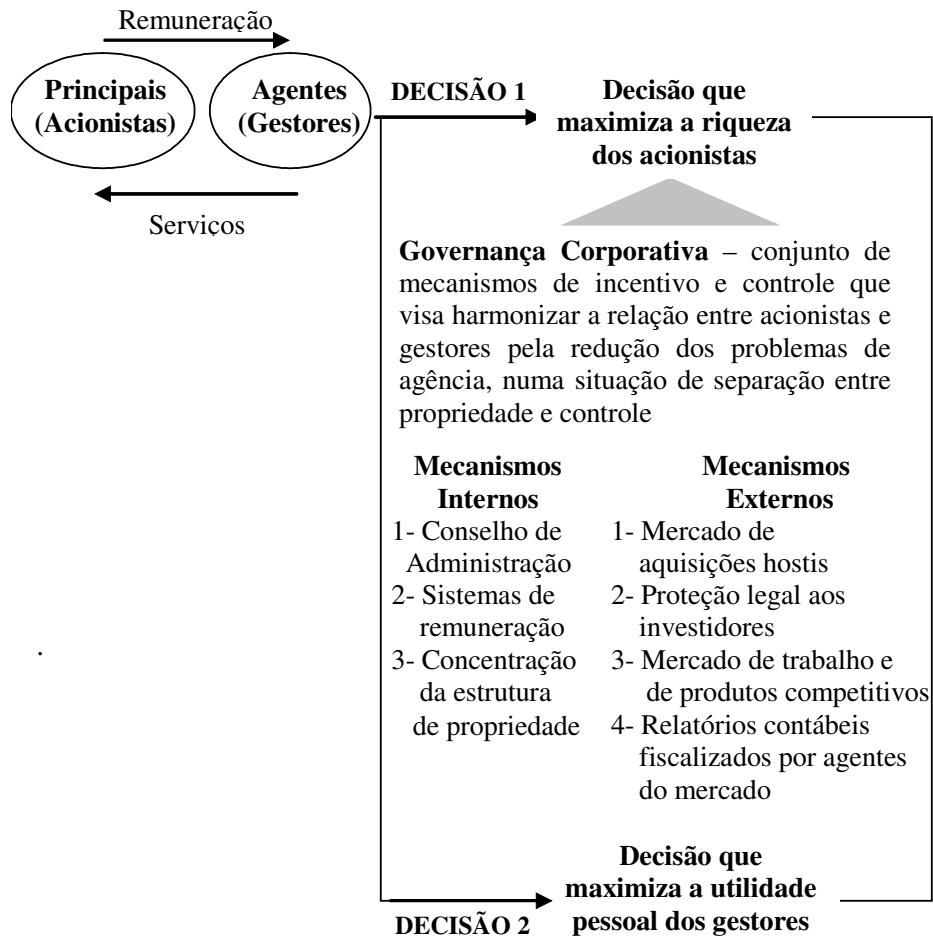 Remuneração
Principais
(Acionistas)
Agentes
(Gestores)
Serviços
DECISÃO 1
Decisão que
maximiza a riqueza
dos acionistas
Governança Corporativa – conjunto de
mecanismos de incentivo e controle que
visa harmonizar a relação entre acionistas e
gestores pela redução dos problemas de
agência, numa situação de separação entre
propriedade e controle
Mecanismos
Internos
1- Conselho de
Administração
2- Sistemas de
remuneração
3- Concentração
da estrutura
de propriedade
Mecanismos
Externos
1- Mercado de
aquisições hostis
2- Proteção legal aos
investidores
3- Mercado de trabalho e
de produtos competitivos
4- Relatórios contábeis
fiscalizados por agentes
do mercado
.
DECISÃO 2
Decisão que
maximiza a utilidade
pessoal dos gestores